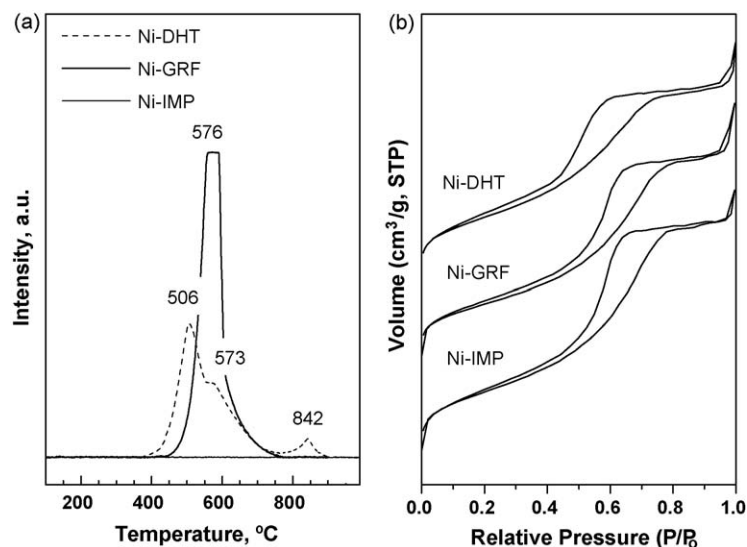 (a)
Ni-DHT
Ni-GRF
Ni-IMP
576
506
573
842
Intensity, a.u.
200 400 600 800
Temperature, ºC
(b)
Ni-DHT
Ni-GRF
Ni-IMP
Volume (cm³/g, STP)
0.0 0.2 0.4 0.6 0.8 1.0
Relative Pressure (P/P₀